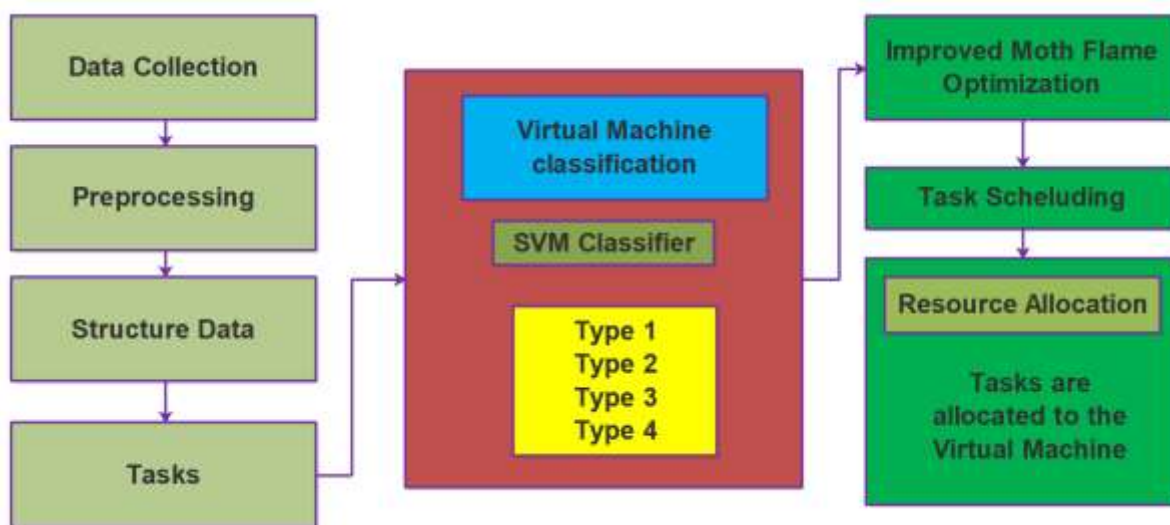 Data Collection
Preprocessing
Structure Data
Tasks
Virtual Machine
classification
SVM Classifier
Type 1
Type 2
Type 3
Type 4
Improved Moth Flame
Optimization
Task Scheluding
Resource Allocation
Tasks are
allocated to the
Virtual Machine